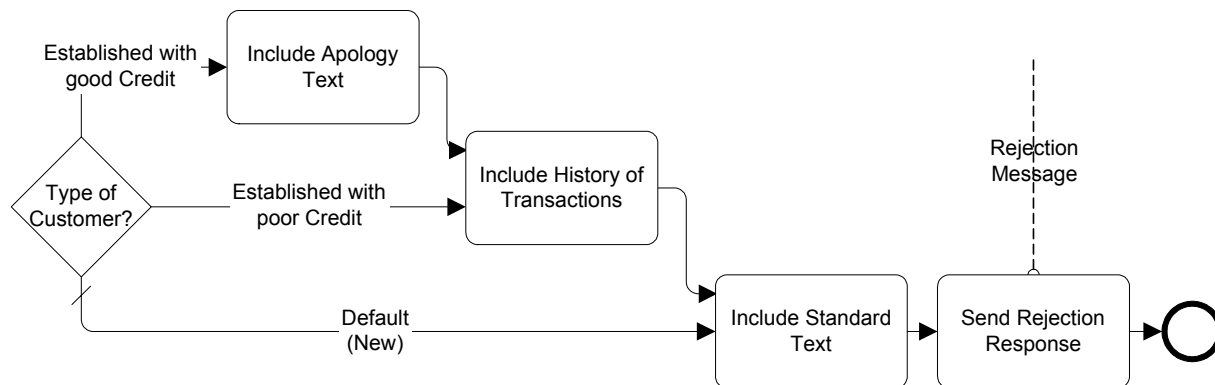 Established with
good Credit
Include Apology
Text
Type of
Customer?
Established with
poor Credit
Include History of
Transactions
Rejection
Message
Default
(New)
Include Standard
Text
Send Rejection
Response